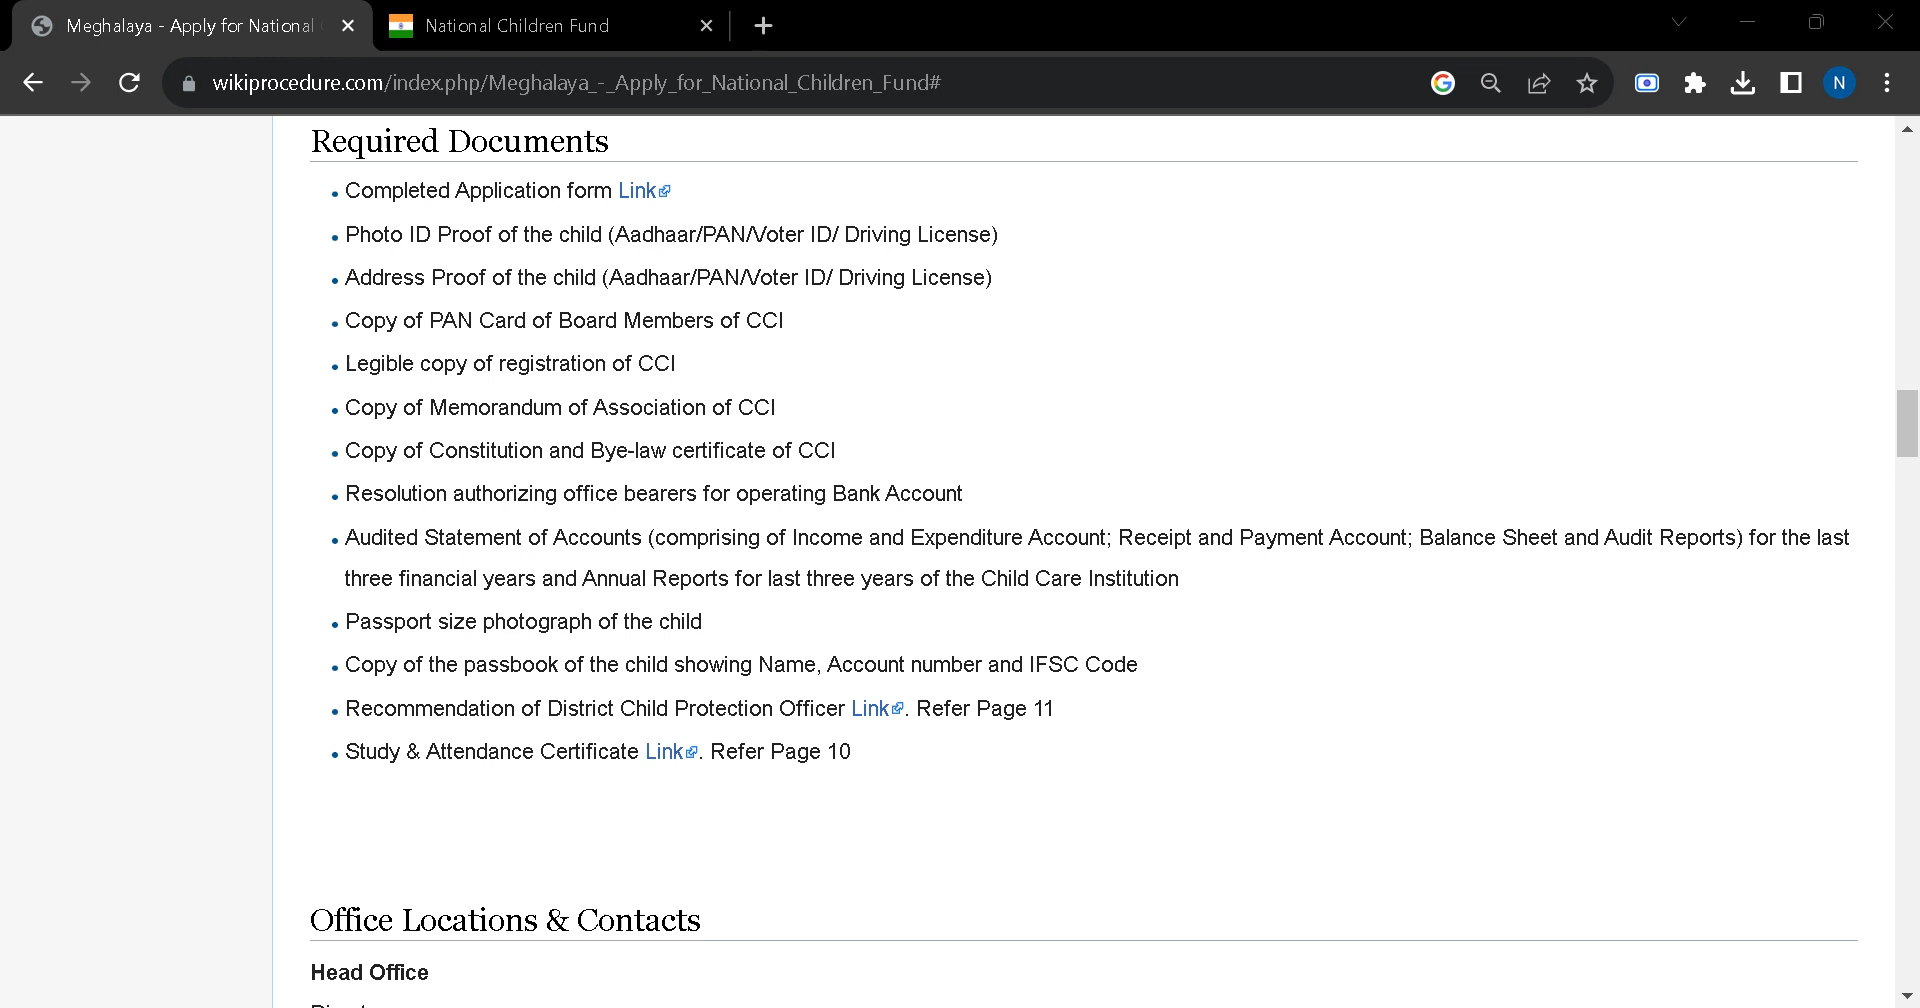 Meghalaya - Apply for National
National Children Fund
wikiprocedure.com/index.php/Meghalaya_-_Apply_for_National_Children_Fund#
N
Required Documents
Completed Application form Link
Photo ID Proof of the child (Aadhaar/PAN/Voter ID/ Driving License)
Address Proof of the child (Aadhaar/PAN/Voter ID/ Driving License)
Copy of PAN Card of Board Members of CCI
Legible copy of registration of CCI
Copy of Memorandum of Association of CCI
Copy of Constitution and Bye-law certificate of CCI
Resolution authorizing office bearers for operating Bank Account
Audited Statement of Accounts (comprising of Income and Expenditure Account; Receipt and Payment Account; Balance Sheet and Audit Reports) for the last
three financial years and Annual Reports for last three years of the Child Care Institution
Passport size photograph of the child
Copy of the passbook of the child showing Name, Account number and IFSC Code
Recommendation of District Child Protection Officer Link. Refer Page 11
Study & Attendance Certificate Link. Refer Page 10
Office Locations & Contacts
Head Office